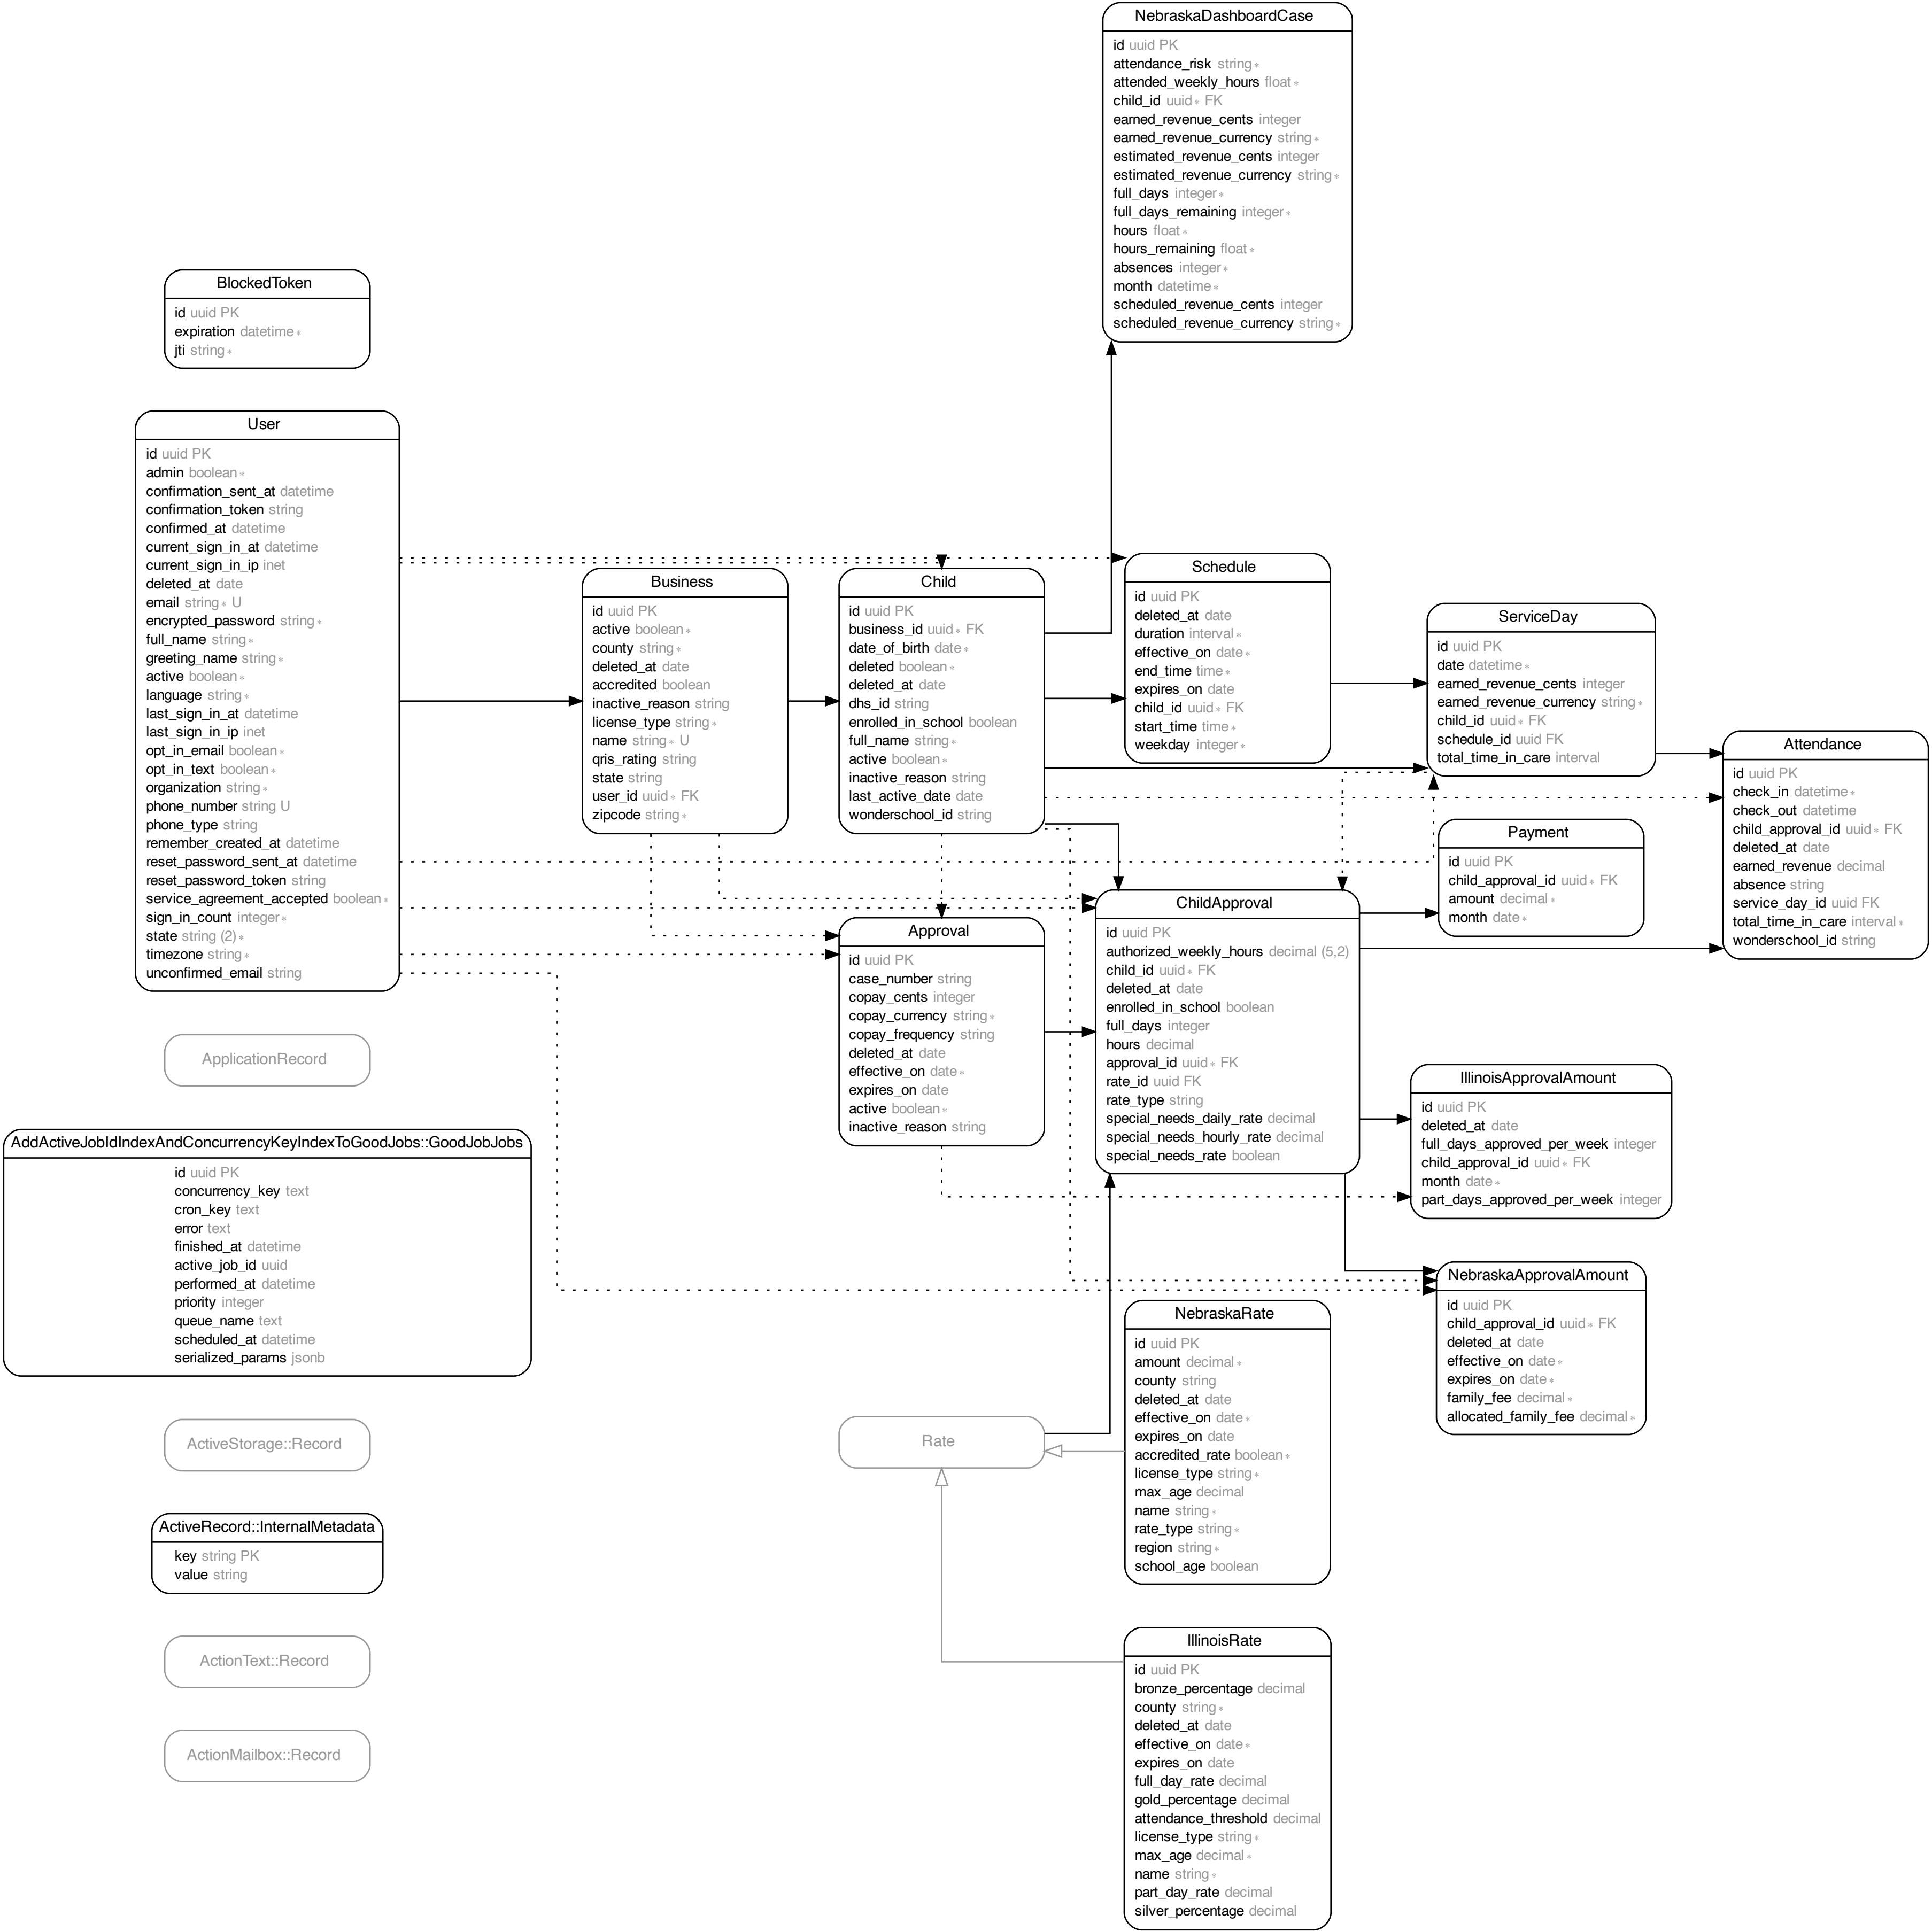 NebraskaDashboardCase
id uuid PK
attendance_risk string ∗
attended_weekly_hours float ∗
child_id uuid ∗ FK
earned_revenue_cents integer
earned_revenue_currency string ∗
estimated_revenue_cents integer
estimated_revenue_currency string ∗
full_days integer ∗
full_days_remaining integer ∗
hours float ∗
hours_remaining float ∗
absences integer ∗
month datetime ∗
scheduled_revenue_cents integer
scheduled_revenue_currency string ∗
BlockedToken
id uuid PK
expiration datetime ∗
jti string ∗
User
id uuid PK
admin boolean ∗
confirmation_sent_at datetime
confirmation_token string
confirmed_at datetime
current_sign_in_at datetime
current_sign_in_ip inet
deleted_at date
email string ∗ U
encrypted_password string ∗
full_name string ∗
greeting_name string ∗
active boolean ∗
language string ∗
last_sign_in_at datetime
last_sign_in_ip inet
opt_in_email boolean ∗
opt_in_text boolean ∗
organization string ∗
phone_number string U
phone_type string
remember_created_at datetime
reset_password_sent_at datetime
reset_password_token string
service_agreement_accepted boolean ∗
sign_in_count integer ∗
state string (2) ∗
timezone string ∗
unconfirmed_email string
Business
id uuid PK
active boolean ∗
county string ∗
deleted_at date
accredited boolean
inactive_reason string
license_type string ∗
name string ∗ U
qris_rating string
state string
user_id uuid ∗ FK
zipcode string ∗
Child
id uuid PK
business_id uuid ∗ FK
date_of_birth date ∗
deleted boolean ∗
deleted_at date
dhs_id string
enrolled_in_school boolean
full_name string ∗
active boolean ∗
inactive_reason string
last_active_date date
wonderschool_id string
Schedule
id uuid PK
deleted_at date
duration interval ∗
effective_on date ∗
end_time time ∗
expires_on date
child_id uuid ∗ FK
start_time time ∗
weekday integer ∗
ServiceDay
id uuid PK
date datetime ∗
earned_revenue_cents integer
earned_revenue_currency string ∗
child_id uuid ∗ FK
schedule_id uuid FK
total_time_in_care interval
Attendance
id uuid PK
check_in datetime ∗
check_out datetime
child_approval_id uuid ∗ FK
deleted_at date
earned_revenue decimal
absence string
service_day_id uuid FK
total_time_in_care interval ∗
wonderschool_id string
Payment
id uuid PK
child_approval_id uuid ∗ FK
amount decimal ∗
month date ∗
ChildApproval
id uuid PK
authorized_weekly_hours decimal (5,2)
child_id uuid ∗ FK
deleted_at date
enrolled_in_school boolean
full_days integer
hours decimal
approval_id uuid ∗ FK
rate_id uuid FK
rate_type string
special_needs_daily_rate decimal
special_needs_hourly_rate decimal
special_needs_rate boolean
Approval
id uuid PK
case_number string
copay_cents integer
copay_currency string ∗
copay_frequency string
deleted_at date
effective_on date ∗
expires_on date
active boolean ∗
inactive_reason string
ApplicationRecord
IllinoisApprovalAmount
id uuid PK
deleted_at date
full_days_approved_per_week integer
child_approval_id uuid ∗ FK
month date ∗
part_days_approved_per_week integer
AddActiveJobIdIndexAndConcurrencyKeyIndexToGoodJobs::GoodJobJobs
id uuid PK
concurrency_key text
cron_key text
error text
finished_at datetime
active_job_id uuid
performed_at datetime
priority integer
queue_name text
scheduled_at datetime
serialized_params jsonb
NebraskaApprovalAmount
id uuid PK
child_approval_id uuid ∗ FK
deleted_at date
effective_on date ∗
expires_on date ∗
family_fee decimal ∗
allocated_family_fee decimal ∗
NebraskaRate
id uuid PK
amount decimal ∗
county string
deleted_at date
effective_on date ∗
expires_on date
accredited_rate boolean ∗
license_type string ∗
max_age decimal
name string ∗
rate_type string ∗
region string ∗
school_age boolean
Rate
ActiveStorage::Record
ActiveRecord::InternalMetadata
key string PK
value string
ActionText::Record
ActionMailbox::Record
IllinoisRate
id uuid PK
bronze_percentage decimal
county string ∗
deleted_at date
effective_on date ∗
expires_on date
full_day_rate decimal
gold_percentage decimal
attendance_threshold decimal
license_type string ∗
max_age decimal ∗
name string ∗
part_day_rate decimal
silver_percentage decimal